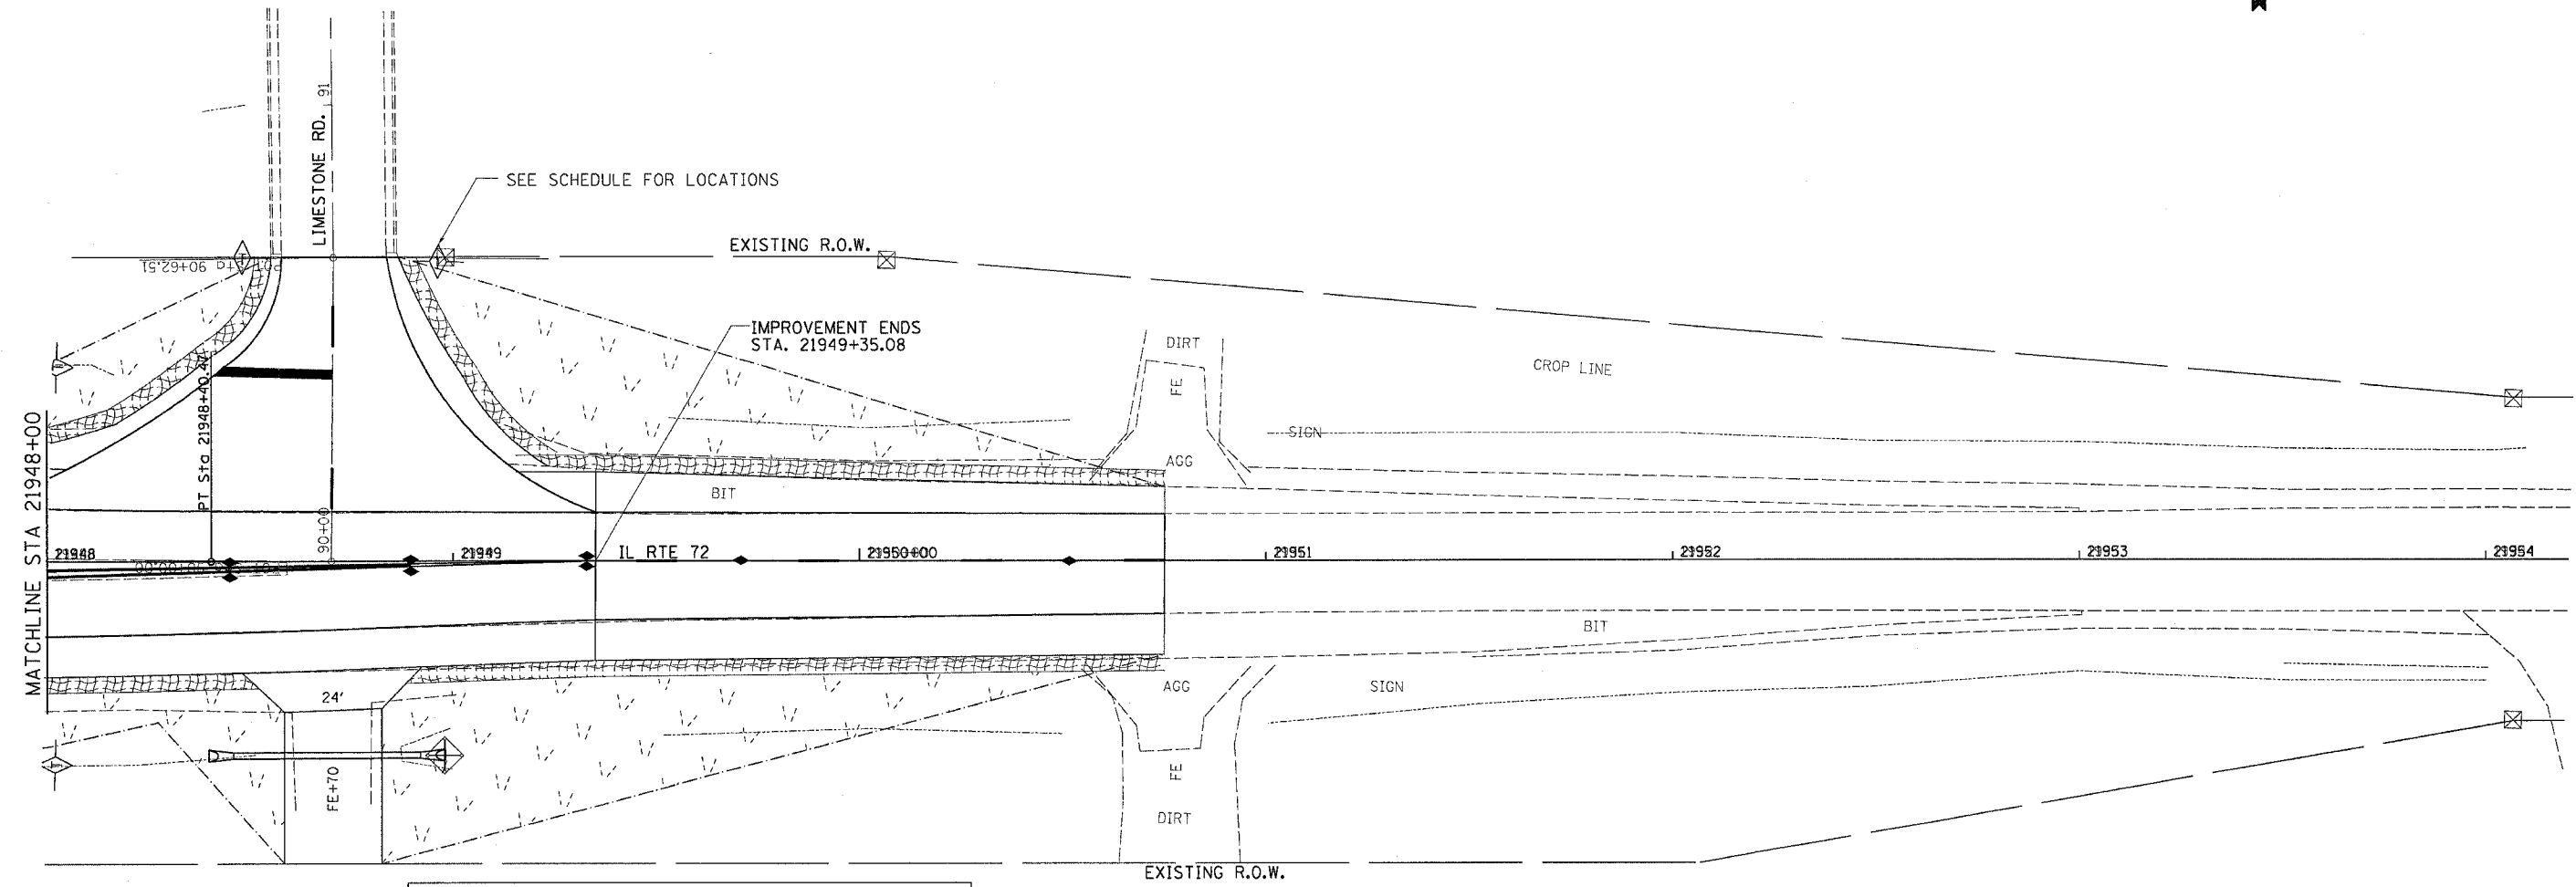 LIMESTONE RD.
91
SEE SCHEDULE FOR LOCATIONS
EXISTING R.O.W.
Sta 90+62.51
IMPROVEMENT ENDS
STA. 21949+35.08
DIRT
FE
AGG
CROP LINE
SIGN
MATCHLINE STA 21948+00
PT Sta 21948+40.47
90+00
BIT
21948
21949
IL RTE 72
21950+00
21951
21952
21953
21954
BIT
24'
FE+70
AGG
SIGN
FE
DIRT
EXISTING R.O.W.